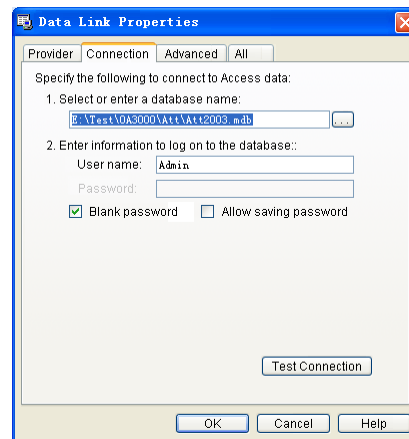 Data Link Properties
Provider Connection Advanced All
Specify the following to connect to Access data:
1. Select or enter a database name:
E:\Test\OA3000\Att\Att2003.mdb ...
2. Enter information to log on to the database::
User name: Admin
Password:
Blank password Allow saving password
Test Connection
OK Cancel Help